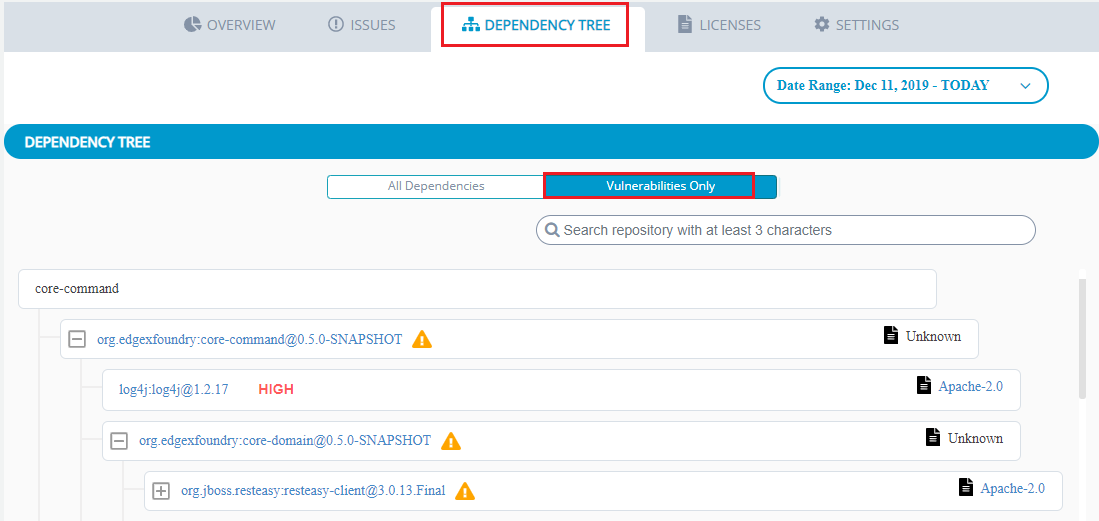 OVERVIEW ISSUES DEPENDENCY TREE LICENSES SETTINGS
Date Range: Dec 11, 2019 - TODAY
DEPENDENCY TREE
All Dependencies Vulnerabilities Only
Search repository with at least 3 characters
core-command
org.edgexfoundry:core-command@0.5.0-SNAPSHOT Unknown
log4j:log4j@1.2.17 HIGH Apache-2.0
org.edgexfoundry:core-domain@0.5.0-SNAPSHOT Unknown
org.jboss.resteasy:resteasy-client@3.0.13.Final Apache-2.0